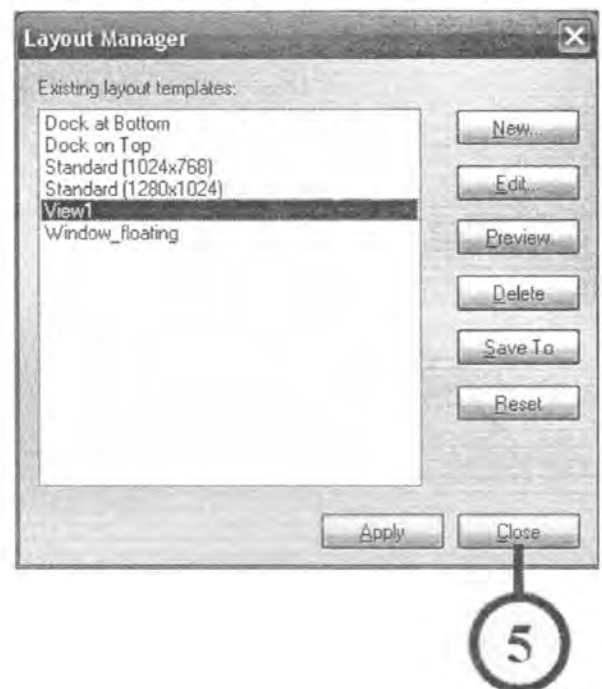 Layout Manager
Existing layout templates:
Dock at Bottom
Dock on Top
Standard (1024x768)
Standard (1280x1024)
View1
Window_floating
New...
Edit...
Preview
Delete
Save To
Reset
Apply
Close
5